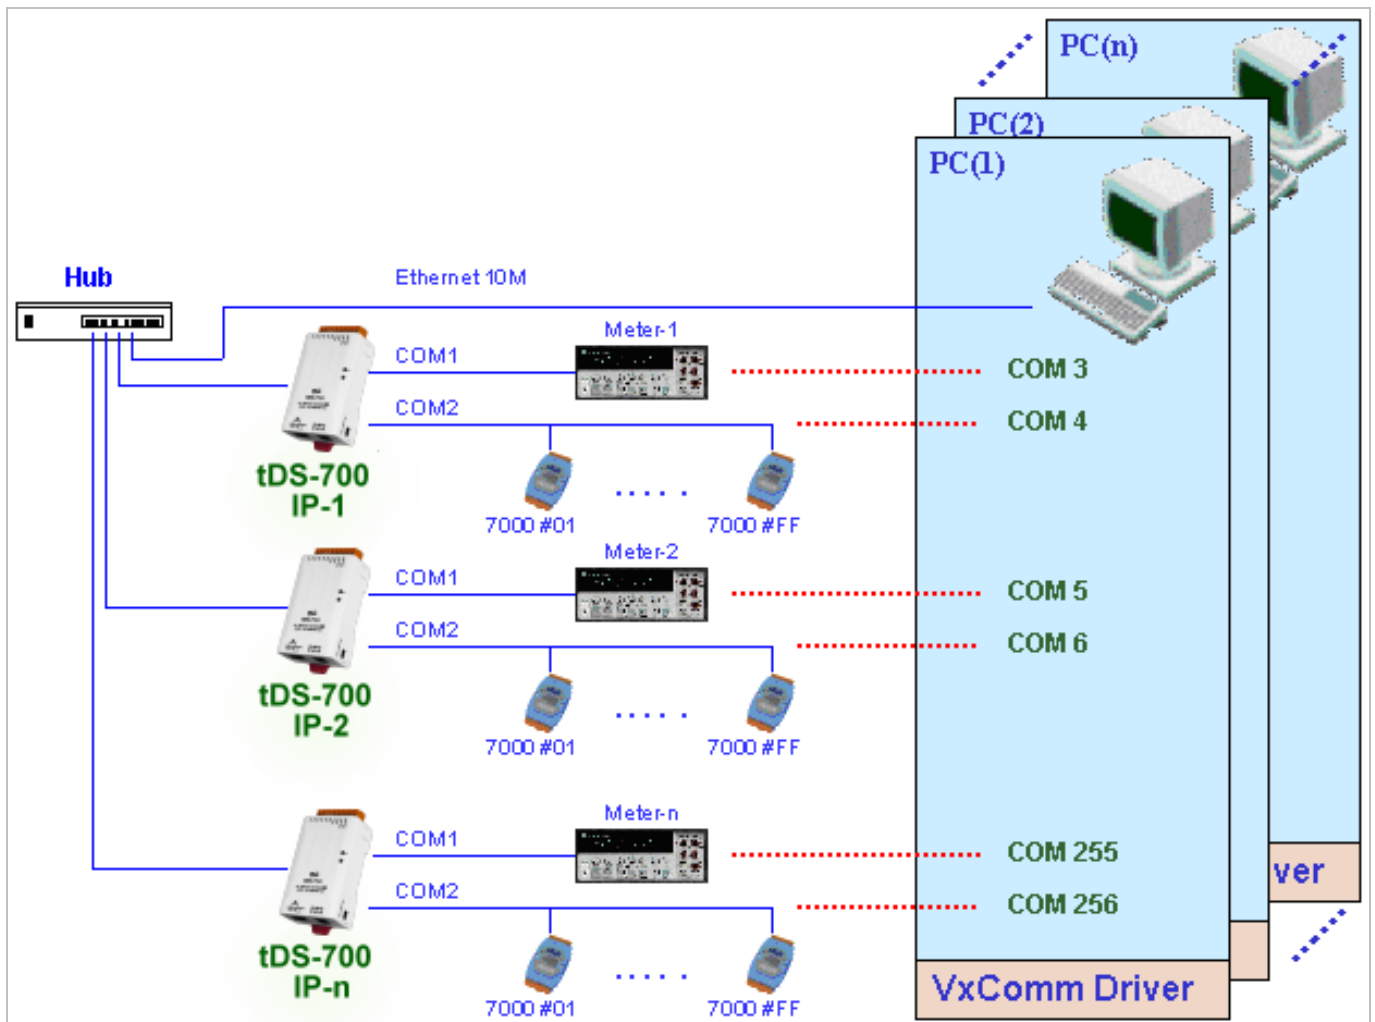 PC(n)
PC(2)
PC(1)
Hub
Ethernet 10M
Meter-1
COM1
COM 3
COM2
COM 4
tDS-700
IP-1
7000 #01
7000 #FF
Meter-2
COM1
COM 5
COM2
COM 6
tDS-700
IP-2
7000 #01
7000 #FF
Meter-n
COM1
COM 255
ver
COM2
COM 256
tDS-700
IP-n
7000 #01
7000 #FF
VxComm Driver